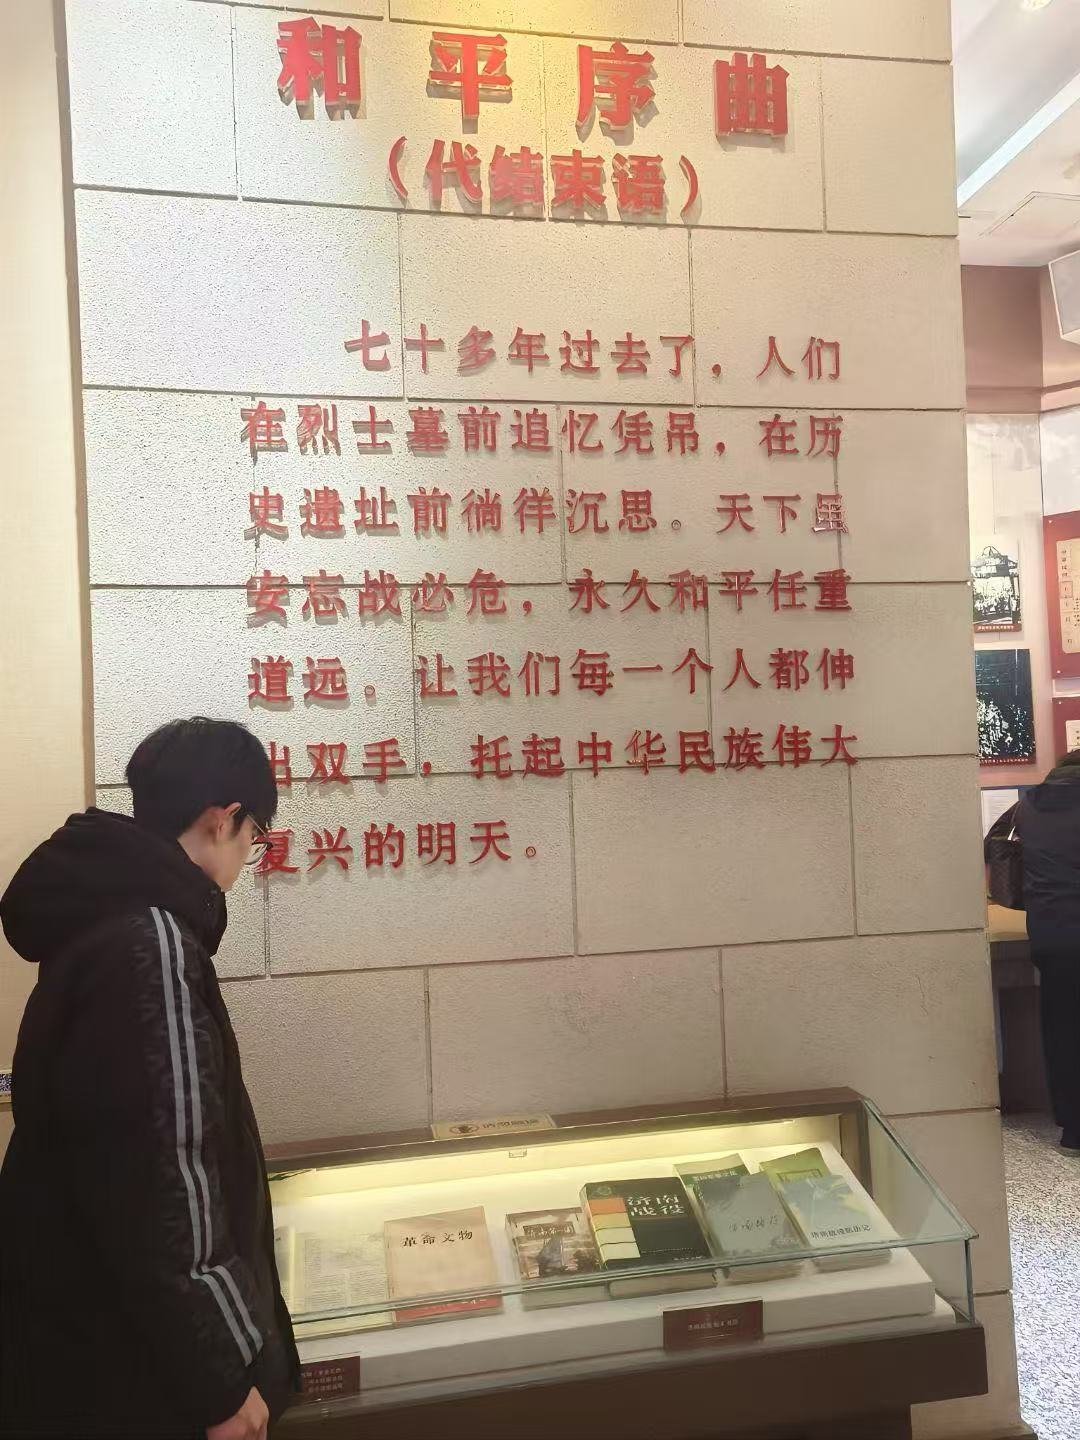 和平序曲
（代结束语）
七十多年过去了，人们
在烈士墓前追忆凭吊，在历
史遗址前徜徉沉思。天下虽
安忘战必危，永久和平任重
道远。让我们每一个人都伸
出双手，托起中华民族伟大
复兴的明天。
革命文物
济南战役
济南战役